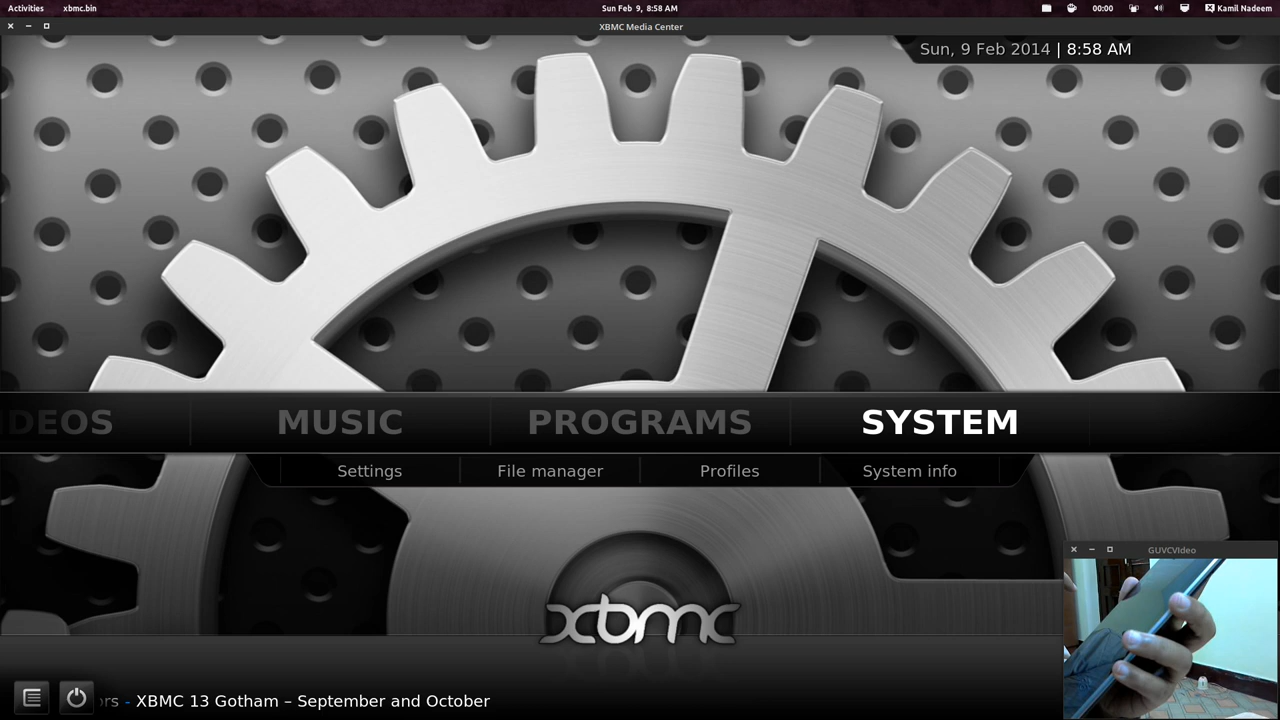 Activities xbmc.bin Sun Feb 9, 8:58 AM 00:00 Kamil Nadeem
XBMC Media Center
Sun, 9 Feb 2014 | 8:58 AM
DEOS MUSIC PROGRAMS SYSTEM
Settings File manager Profiles System info
GUVCVideo
xbmc
rs - XBMC 13 Gotham – September and October